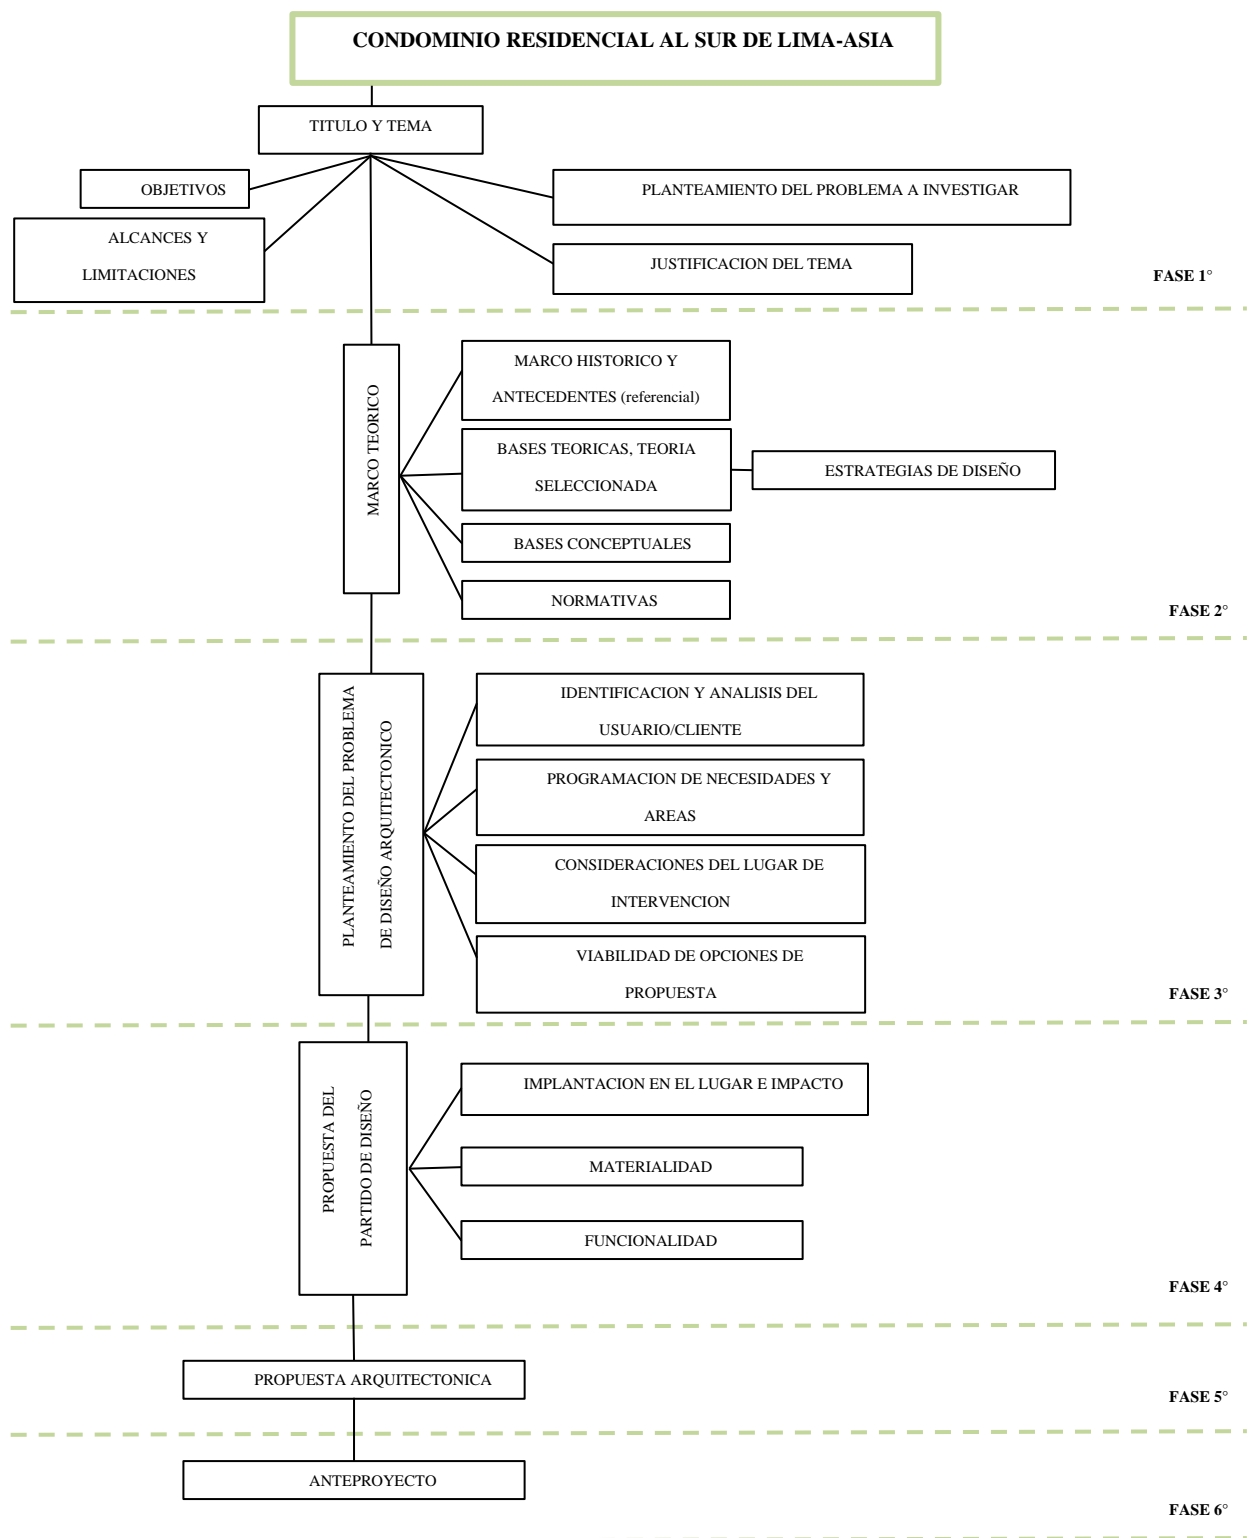 CONDOMINIO RESIDENCIAL AL SUR DE LIMA-ASIA
TITULO Y TEMA
OBJETIVOS
PLANTEAMIENTO DEL PROBLEMA A INVESTIGAR
ALCANCES Y
LIMITACIONES
JUSTIFICACION DEL TEMA
FASE 1°
MARCO TEORICO
MARCO HISTORICO Y
ANTECEDENTES (referencial)
BASES TEORICAS, TEORIA
SELECCIONADA
ESTRATEGIAS DE DISEÑO
BASES CONCEPTUALES
NORMATIVAS
FASE 2°
PLANTEAMIENTO DEL PROBLEMA
DE DISEÑO ARQUITECTONICO
IDENTIFICACION Y ANALISIS DEL
USUARIO/CLIENTE
PROGRAMACION DE NECESIDADES Y
AREAS
CONSIDERACIONES DEL LUGAR DE
INTERVENCION
VIABILIDAD DE OPCIONES DE
PROPUESTA
FASE 3°
PROPUESTA DEL
PARTIDO DE DISEÑO
IMPLANTACION EN EL LUGAR E IMPACTO
MATERIALIDAD
FUNCIONALIDAD
FASE 4°
PROPUESTA ARQUITECTONICA
FASE 5°
ANTEPROYECTO
FASE 6°